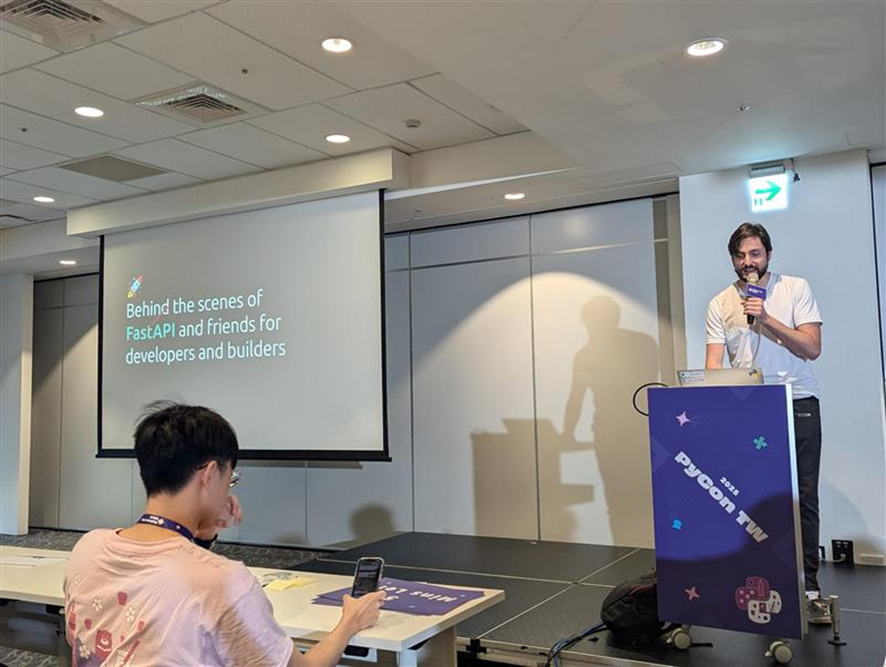 Behind the scenes of
FastAPI and friends for
developers and builders
2025
PyCon TW